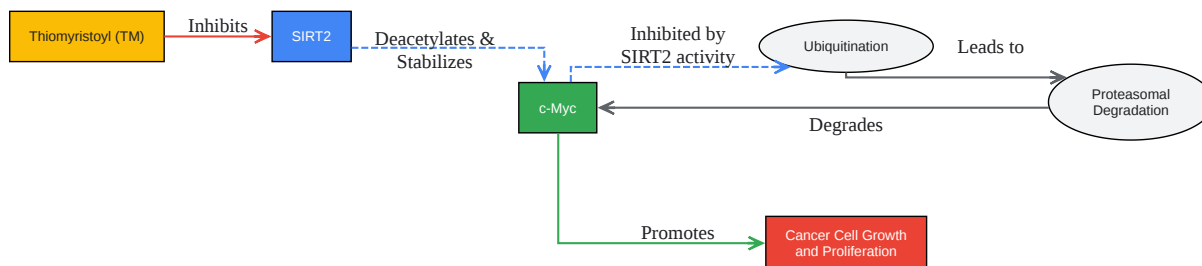 Thiomyristoyl (TM)
Inhibits
SIRT2
Deacetylates &
Stabilizes
c-Myc
Inhibited by
SIRT2 activity
Ubiquitination
Leads to
Proteasomal
Degradation
Degrades
Promotes
Cancer Cell Growth
and Proliferation